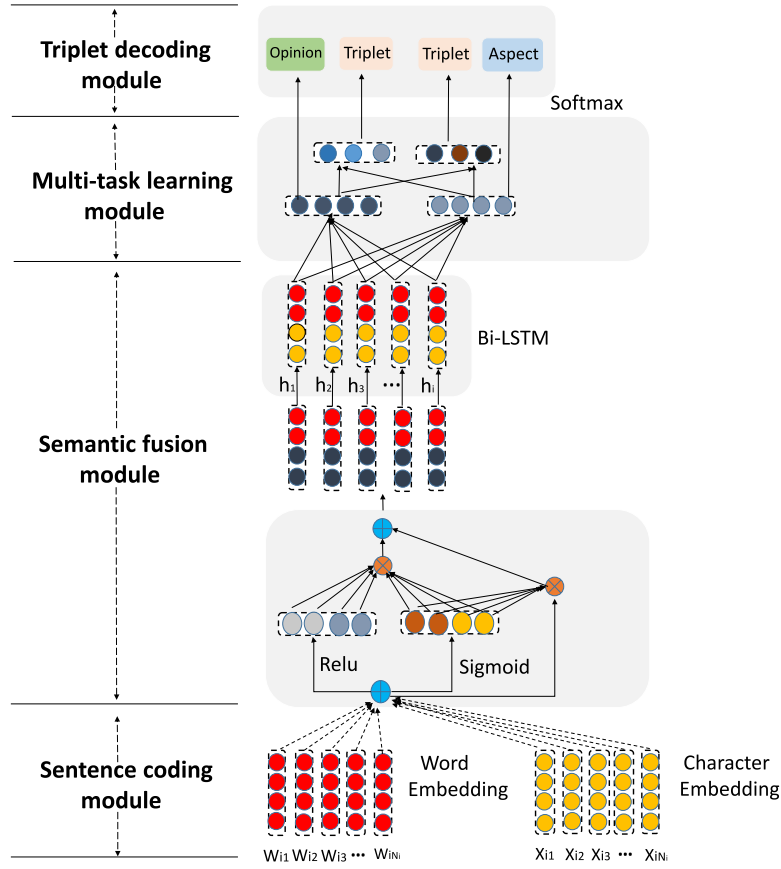 Triplet decoding
module
Opinion
Triplet
Triplet
Aspect
Softmax
Multi-task learning
module
Bi-LSTM
h1 h2 h3 ••• hi
Semantic fusion
module
Relu
Sigmoid
Sentence coding
module
Word
Embedding
Character
Embedding
Wi1 Wi2 Wi3 ••• WiNi
Xi1 Xi2 Xi3 ••• XiNi